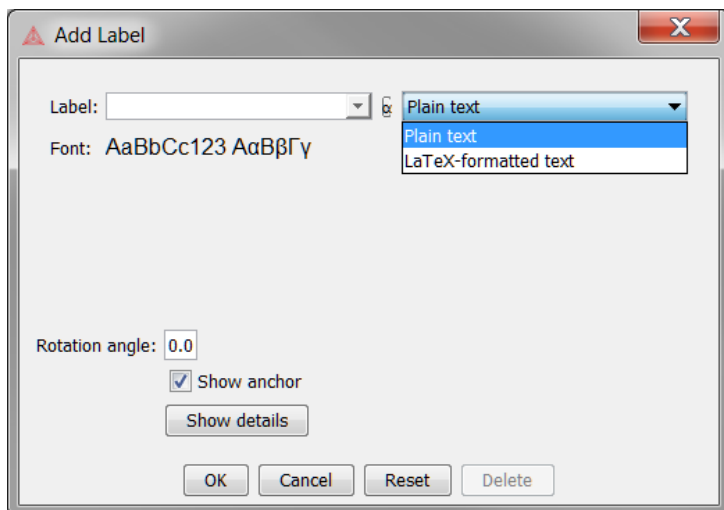 Add Label
Label:
Plain text
Plain text
LaTeX-formatted text
Font: AaBbCc123 ΑαΒβΓγ
Rotation angle: 0.0
Show anchor
Show details
OK Cancel Reset Delete